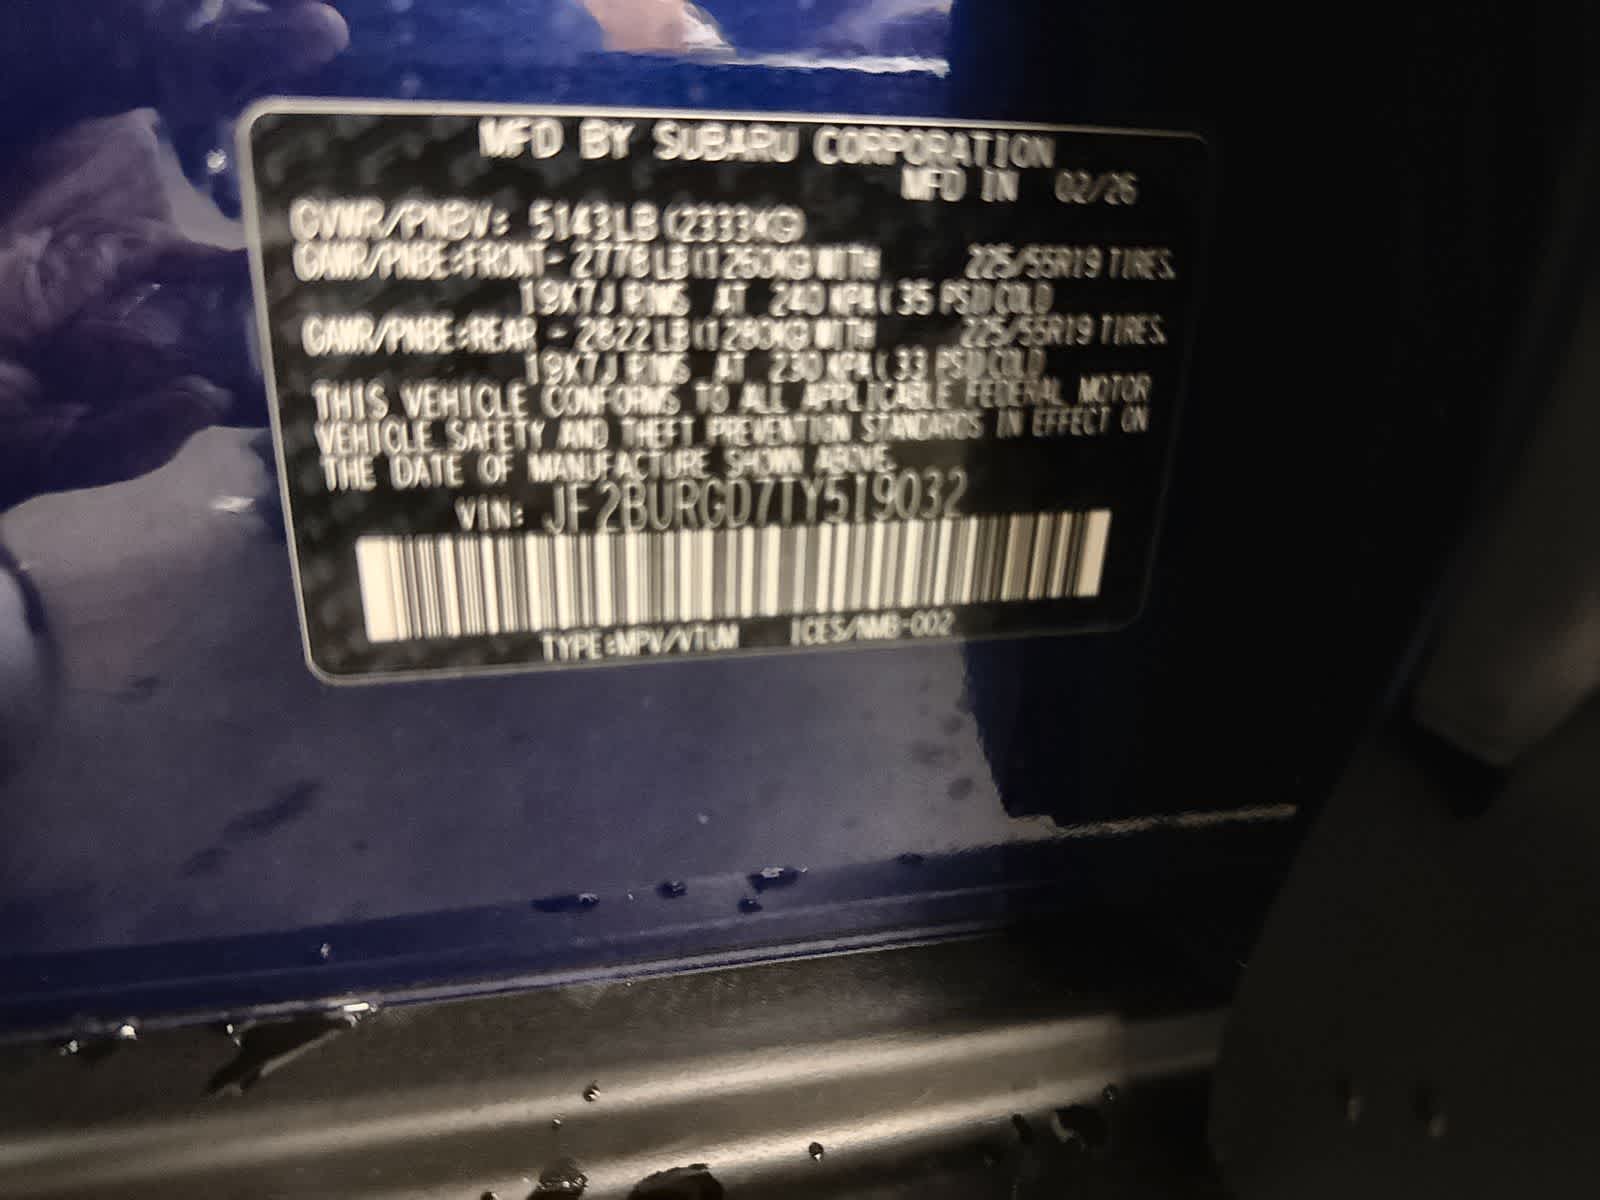 MFD BY SUBARU CORPORATION
MFD IN 02/26
GVWR/PNBV: 5143LB (2333KG)
GAWR/PNBE:FRONT- 2778LB(1260KG)WITH 225/55R19 TIRES.
19X7J RIMS AT 240 KPA( 35 PSI)COLD
GAWR/PNBE:REAR - 2822LB(1280KG)WITH 225/55R19 TIRES.
19X7J RIMS AT 230 KPA( 33 PSI)COLD
THIS VEHICLE CONFORMS TO ALL APPLICABLE FEDERAL MOTOR
VEHICLE SAFETY AND THEFT PREVENTION STANDARDS IN EFFECT ON
THE DATE OF MANUFACTURE SHOWN ABOVE.
VIN: JF2BURGD7TY519032
TYPE:MPV/VTUM ICES/NMB-002